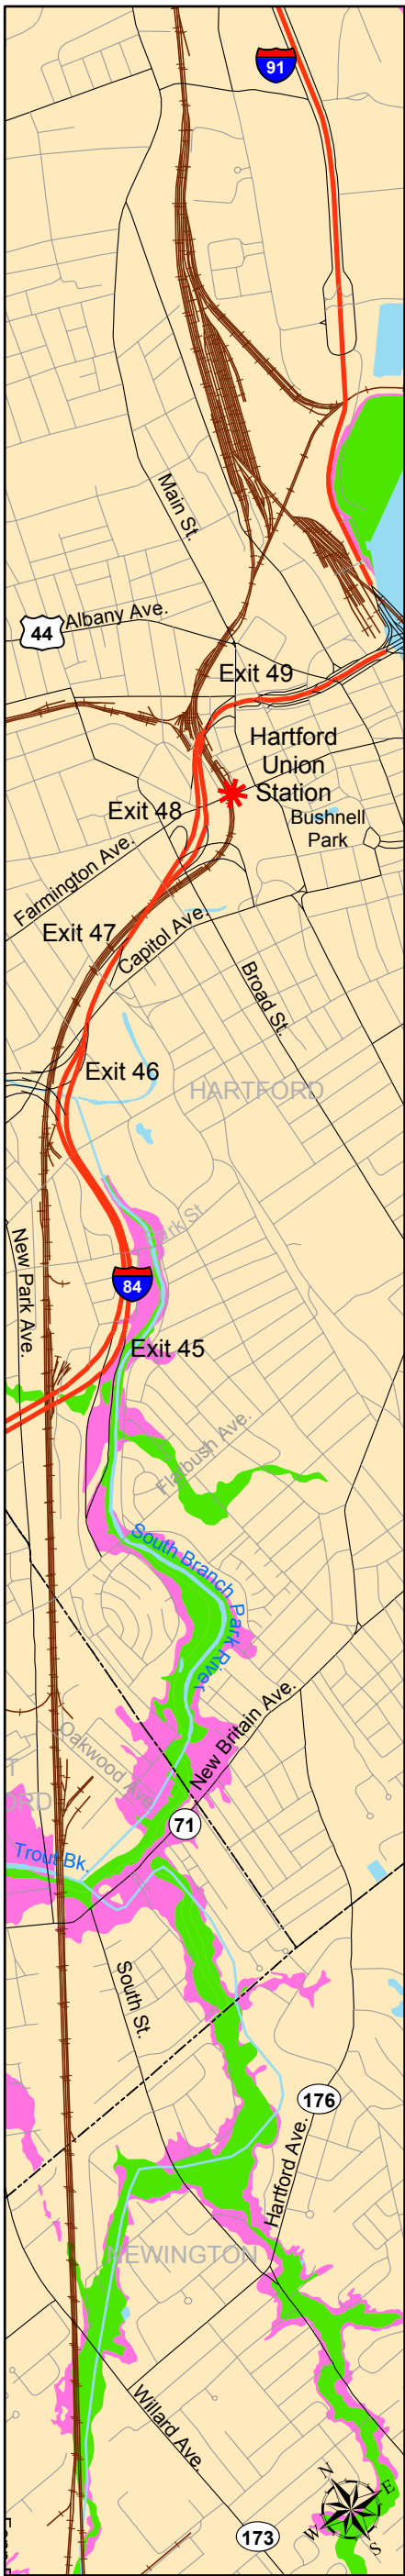 91
Main St.
44
Albany Ave.
Exit 49
Hartford
Union
Station
Exit 48
Bushnell
Park
Farmington Ave.
Exit 47
Capitol Ave.
Broad St.
Exit 46
HARTFORD
Park St.
New Park Ave.
84
Exit 45
Flatbush Ave.
South Branch
Park River
New Britain Ave.
Oakwood Ave.
T
ORD
71
Trout Bk.
South St.
176
Hartford Ave.
NEWINGTON
Willard Ave.
N
E
W
S
173